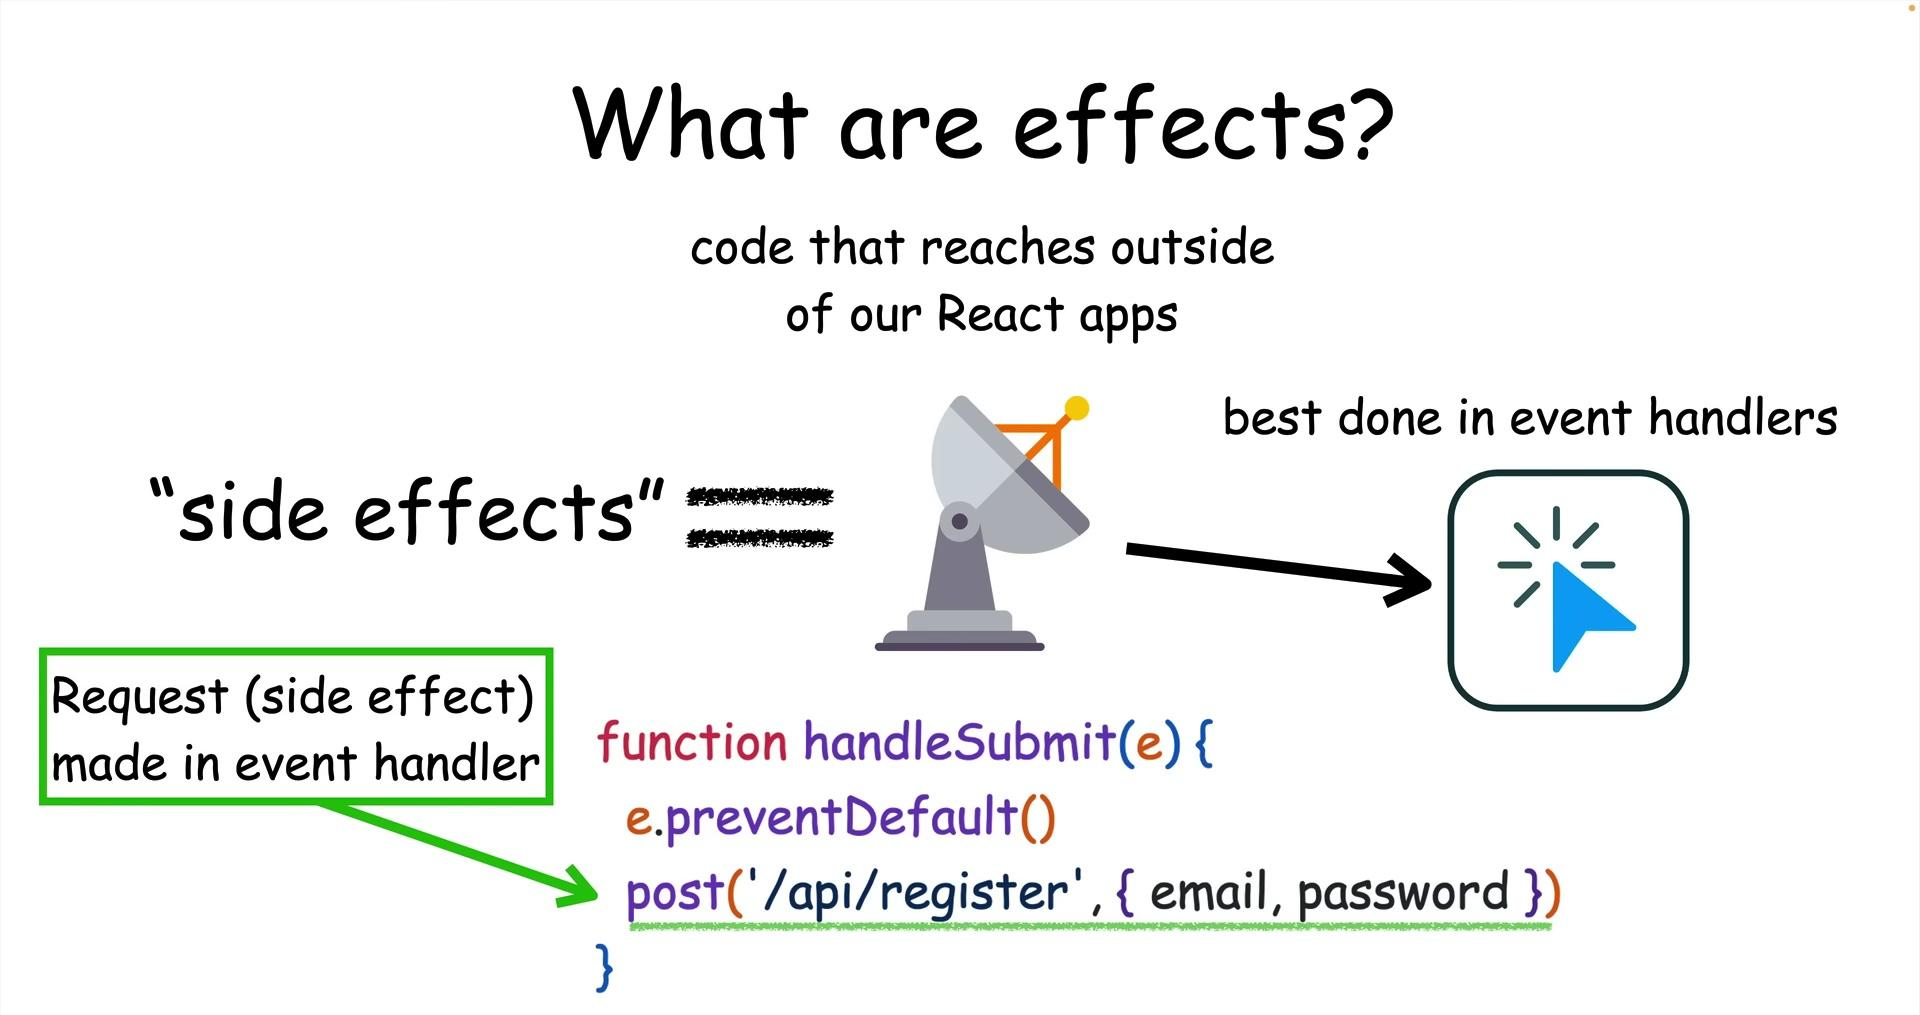 What are effects?
code that reaches outside
of our React apps
best done in event handlers
“side effects”
Request (side effect)
made in event handler
function handleSubmit(e) {
e.preventDefault()
post('/api/register', { email, password })
}